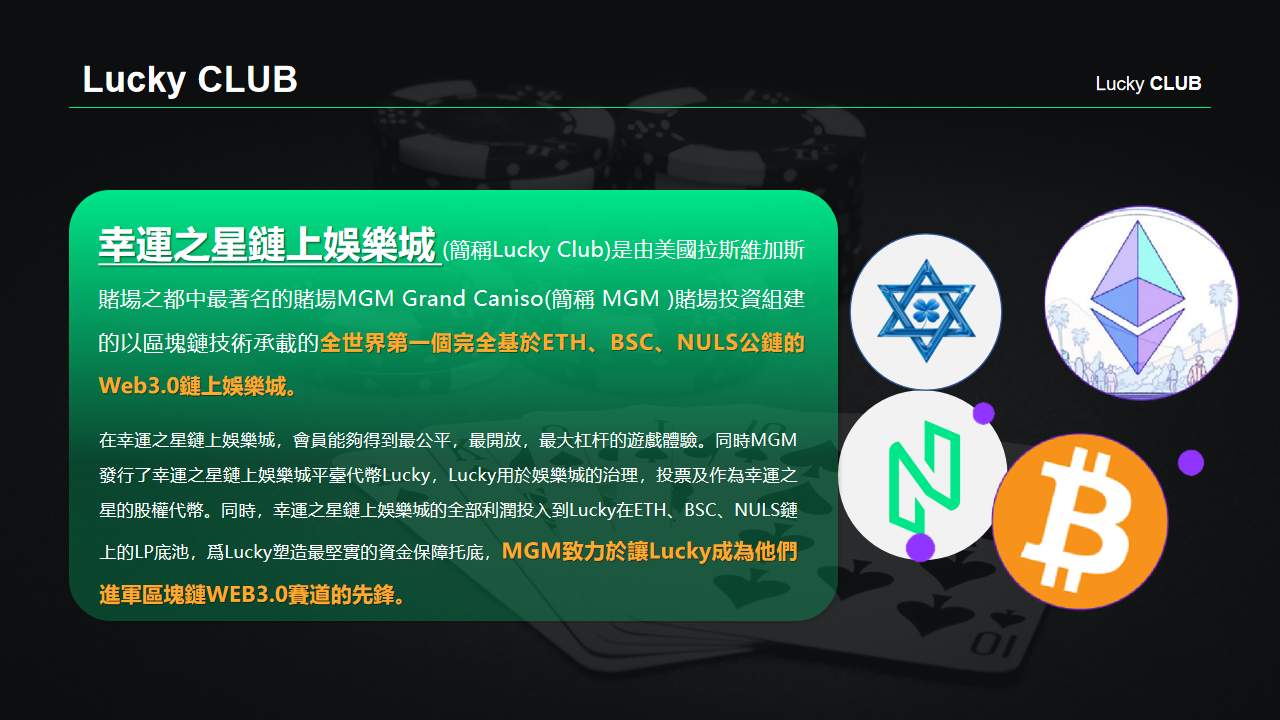 Lucky CLUB
Lucky CLUB
幸運之星鏈上娛樂城 (簡稱Lucky Club)是由美國拉斯維加斯
賭場之都中最著名的賭場MGM Grand Caniso(簡稱 MGM )賭場投資組建
的以區塊鏈技術承載的全世界第一個完全基於ETH、BSC、NULS公鏈的
Web3.0鏈上娛樂城。
在幸運之星鏈上娛樂城，會員能夠得到最公平，最開放，最大杠杆的遊戲體驗。同時MGM
發行了幸運之星鏈上娛樂城平臺代幣Lucky，Lucky用於娛樂城的治理，投票及作為幸運之
星的股權代幣。同時，幸運之星鏈上娛樂城的全部利潤投入到Lucky在ETH、BSC、NULS鏈
上的LP底池，爲Lucky塑造最堅實的資金保障托底，MGM致力於讓Lucky成為他們
進軍區塊鏈WEB3.0賽道的先鋒。
10